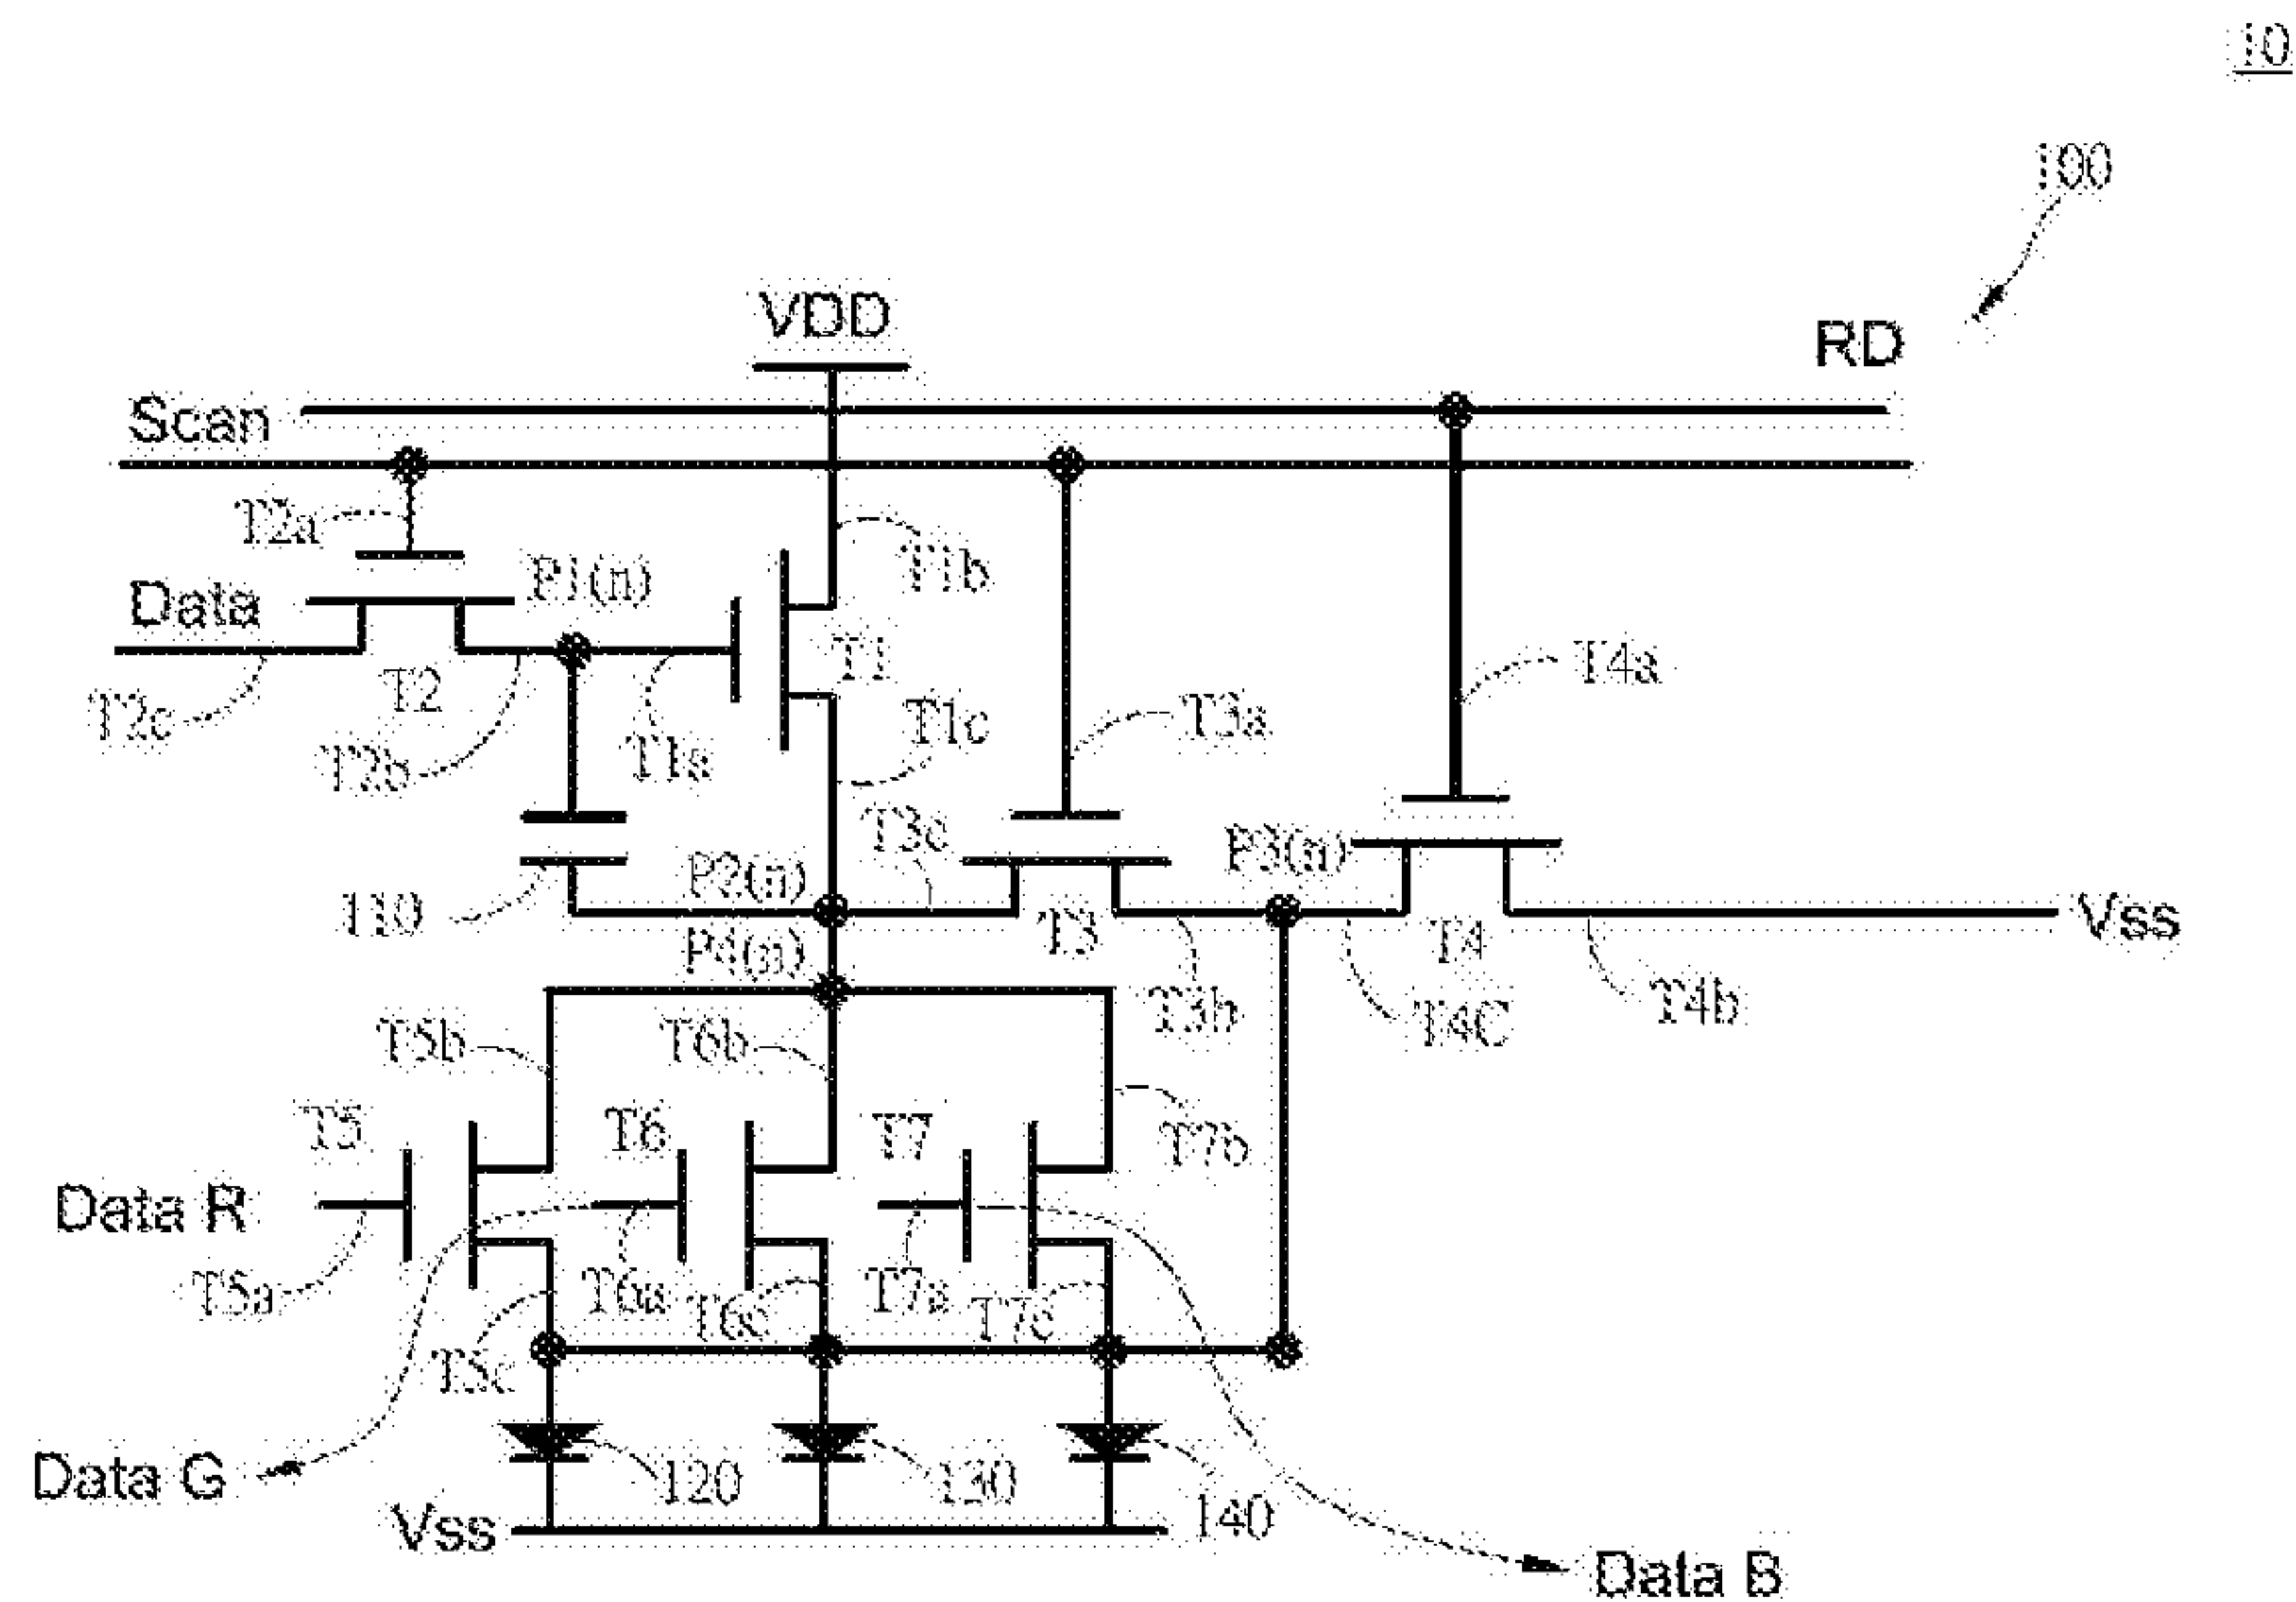 10
100
VDD
RD
Scan
T2a
T1b
P1(n)
Data
T1
T4a
T2
T2c
T1c
T3a
T2b
T1a
T3c
P3(n)
P2(n)
110
T3
T4
Vss
P4(n)
T3b
T4C
T4b
T5b
T6b
T5
T6
T7
T7b
Data R
T5a
T6a
T6c
T7a
T7c
T5c
Data G
120
130
140
Vss
Data B